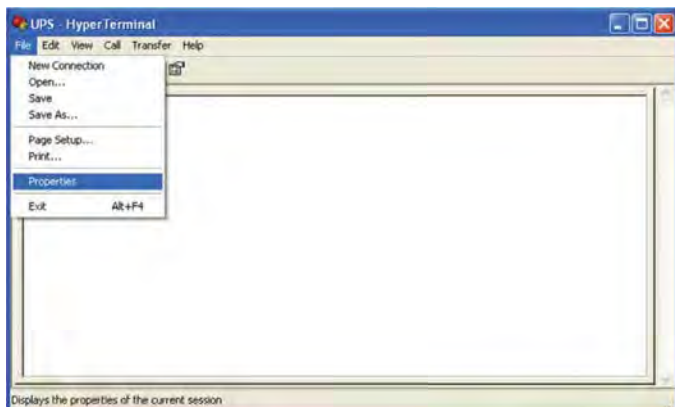 UPS - HyperTerminal
File Edit View Call Transfer Help
New Connection
Open...
Save
Save As...
Page Setup...
Print...
Properties
Exit Alt+F4
Displays the properties of the current session